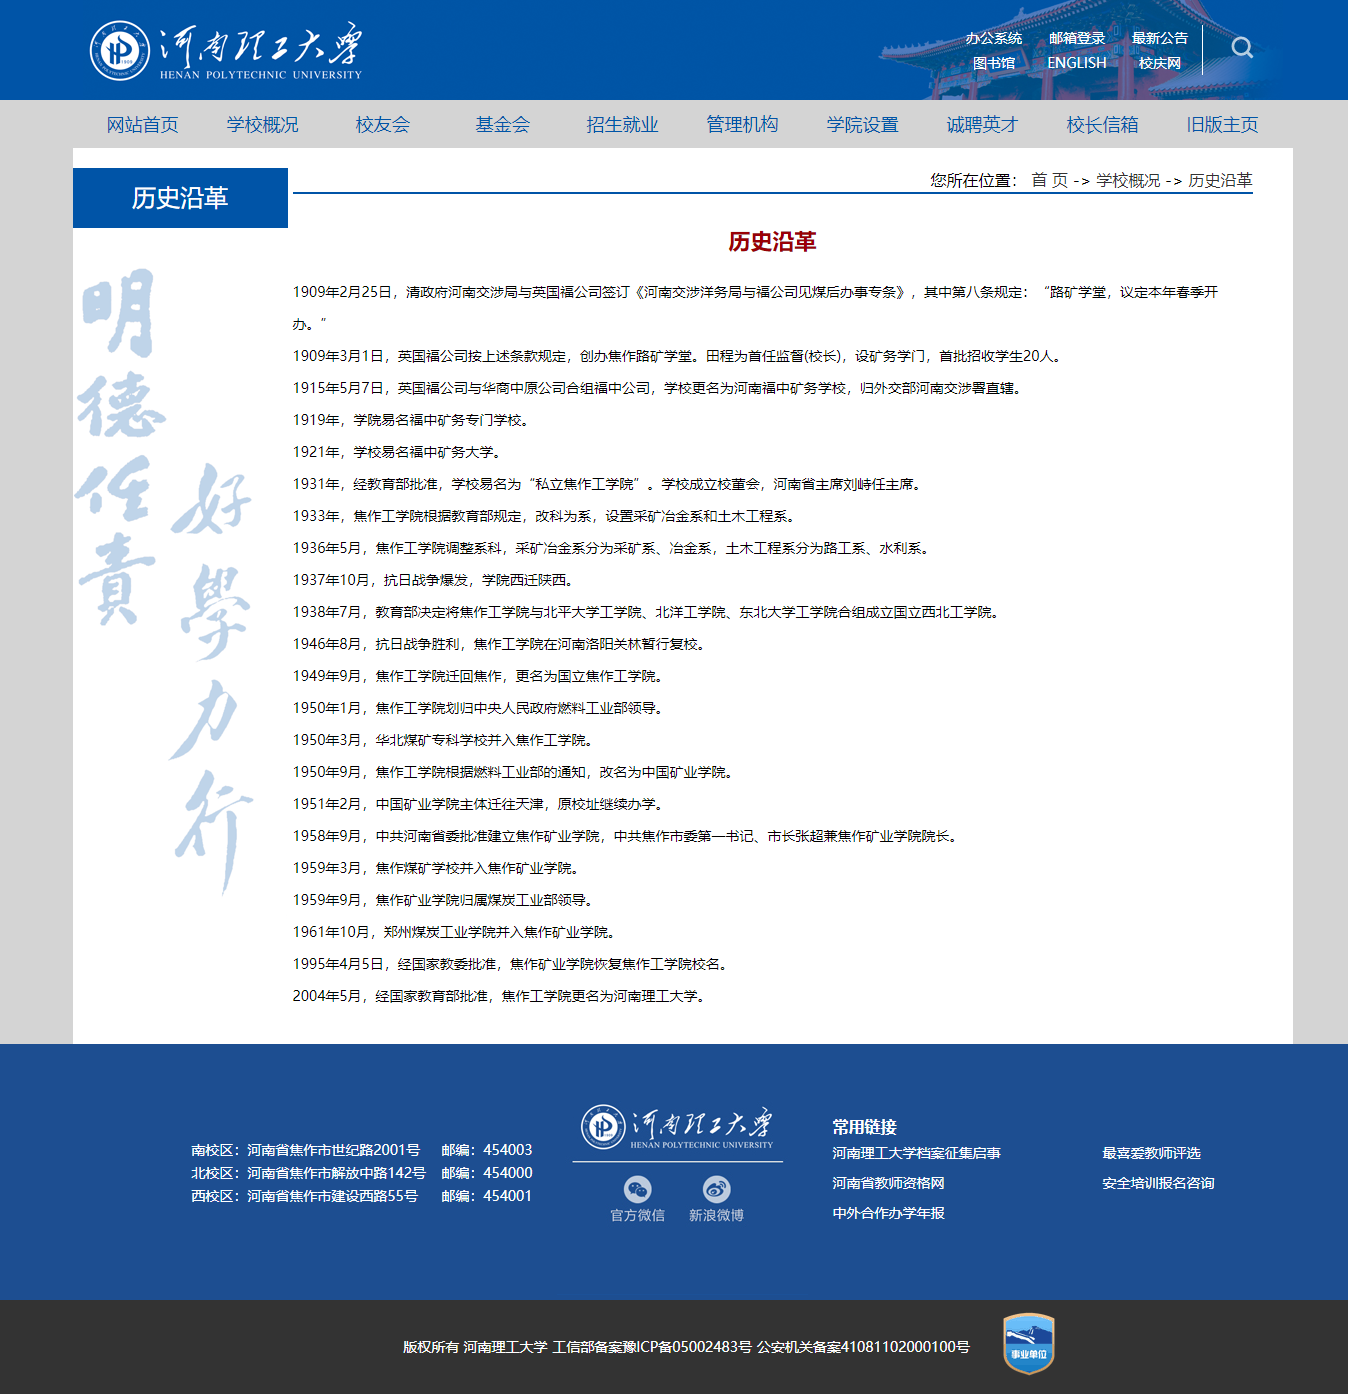 河南理工大学
HENAN POLYTECHNIC UNIVERSITY
办公系统 邮箱登录 最新公告
图书馆 ENGLISH 校庆网
网站首页 学校概况 校友会 基金会 招生就业 管理机构 学院设置 诚聘英才 校长信箱 旧版主页
历史沿革
您所在位置： 首 页 -> 学校概况 -> 历史沿革
明德任責
好學力行
历史沿革
1909年2月25日，清政府河南交涉局与英国福公司签订《河南交涉洋务局与福公司见煤后办事专条》，其中第八条规定：“路矿学堂，议定本年春季开
办。”
1909年3月1日，英国福公司按上述条款规定，创办焦作路矿学堂。田程为首任监督(校长)，设矿务学门，首批招收学生20人。
1915年5月7日，英国福公司与华商中原公司合组福中公司，学校更名为河南福中矿务学校，归外交部河南交涉署直辖。
1919年，学院易名福中矿务专门学校。
1921年，学校易名福中矿务大学。
1931年，经教育部批准，学校易名为“私立焦作工学院”。学校成立校董会，河南省主席刘峙任主席。
1933年，焦作工学院根据教育部规定，改科为系，设置采矿冶金系和土木工程系。
1936年5月，焦作工学院调整系科，采矿冶金系分为采矿系、冶金系，土木工程系分为路工系、水利系。
1937年10月，抗日战争爆发，学院西迁陕西。
1938年7月，教育部决定将焦作工学院与北平大学工学院、北洋工学院、东北大学工学院合组成立国立西北工学院。
1946年8月，抗日战争胜利，焦作工学院在河南洛阳关林暂行复校。
1949年9月，焦作工学院迁回焦作，更名为国立焦作工学院。
1950年1月，焦作工学院划归中央人民政府燃料工业部领导。
1950年3月，华北煤矿专科学校并入焦作工学院。
1950年9月，焦作工学院根据燃料工业部的通知，改名为中国矿业学院。
1951年2月，中国矿业学院主体迁往天津，原校址继续办学。
1958年9月，中共河南省委批准建立焦作矿业学院，中共焦作市委第一书记、市长张超兼焦作矿业学院院长。
1959年3月，焦作煤矿学校并入焦作矿业学院。
1959年9月，焦作矿业学院归属煤炭工业部领导。
1961年10月，郑州煤炭工业学院并入焦作矿业学院。
1995年4月5日，经国家教委批准，焦作矿业学院恢复焦作工学院校名。
2004年5月，经国家教育部批准，焦作工学院更名为河南理工大学。
南校区：河南省焦作市世纪路2001号 邮编：454003
北校区：河南省焦作市解放中路142号 邮编：454000
西校区：河南省焦作市建设西路55号 邮编：454001
河南理工大学
HENAN POLYTECHNIC UNIVERSITY
官方微信 新浪微博
常用链接
河南理工大学档案征集启事 最喜爱教师评选
河南省教师资格网 安全培训报名咨询
中外合作办学年报
版权所有 河南理工大学 工信部备案豫ICP备05002483号 公安机关备案41081102000100号
事业单位